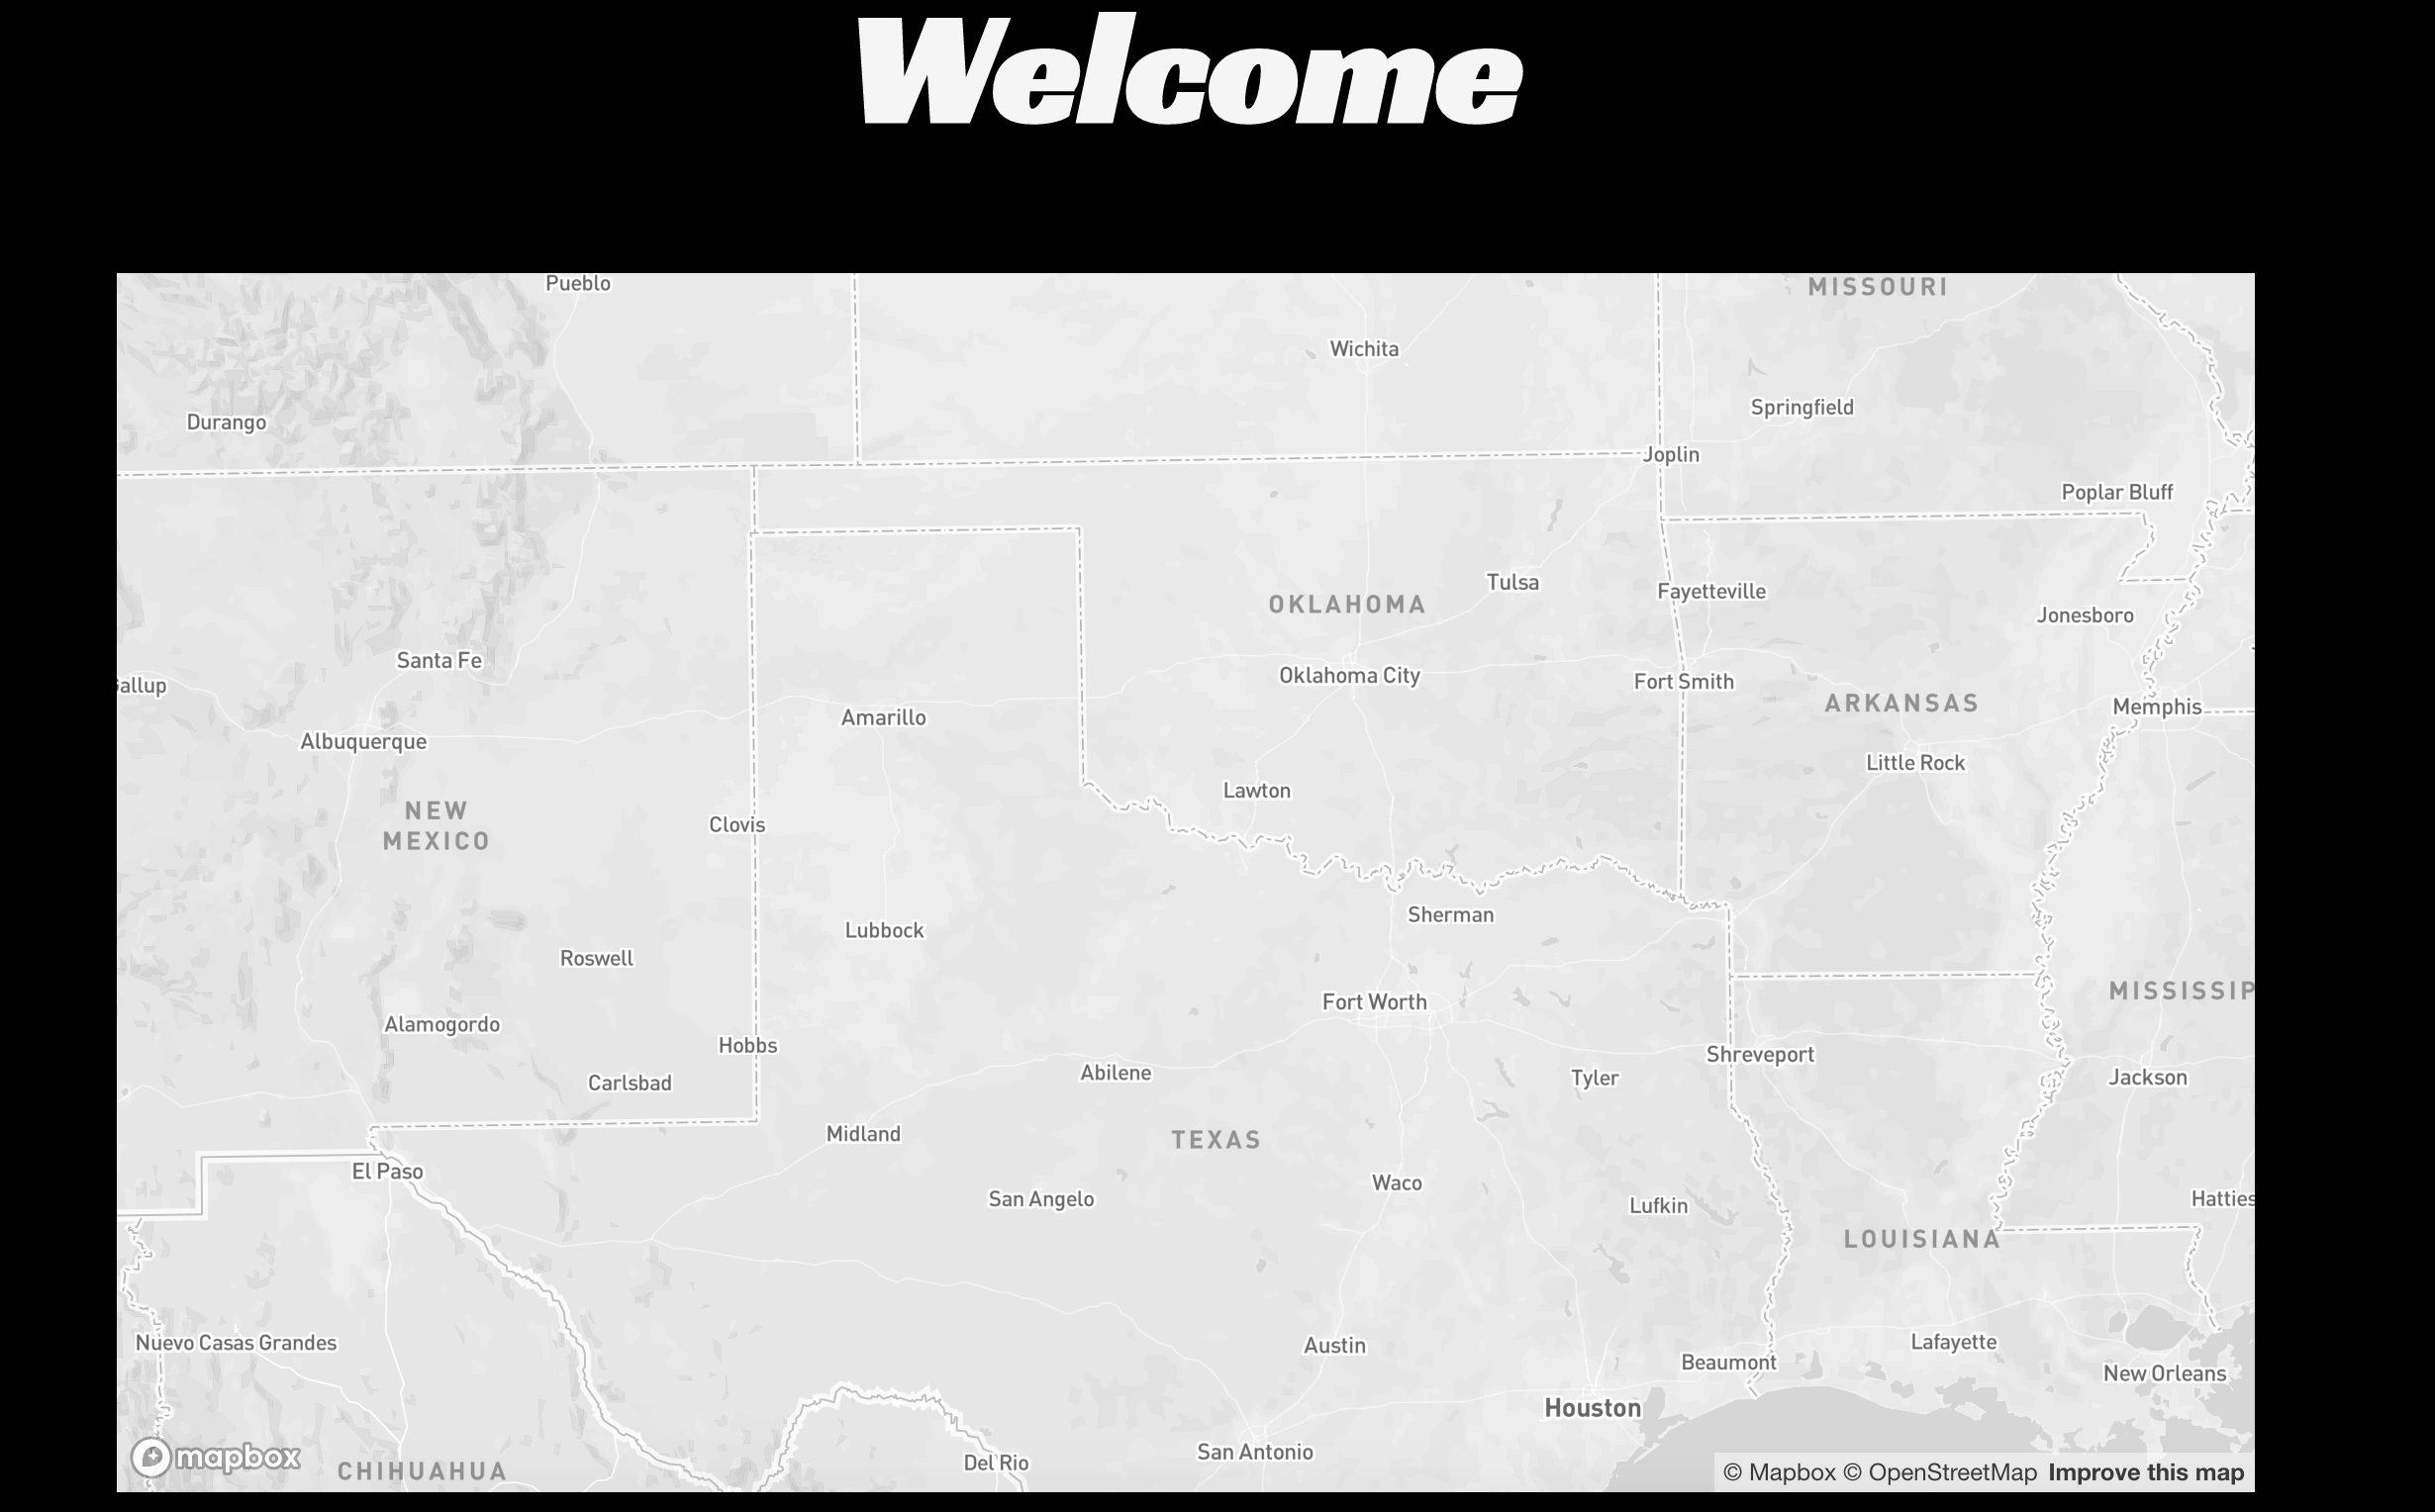 Welcome
Pueblo
MISSOURI
Wichita
Springfield
Durango
Joplin
Poplar Bluff
Tulsa
Fayetteville
OKLAHOMA
Jonesboro
Santa Fe
Oklahoma City
Fort Smith
allup
ARKANSAS
Memphis
Amarillo
Albuquerque
Little Rock
Lawton
NEW
MEXICO
Clovis
Sherman
Lubbock
Roswell
MISSISSIP
Fort Worth
Alamogordo
Hobbs
Shreveport
Abilene
Tyler
Jackson
Carlsbad
Midland
TEXAS
El Paso
Waco
San Angelo
Hatties
Lufkin
LOUISIANA
Nuevo Casas Grandes
Austin
Lafayette
Beaumont
New Orleans
Houston
San Antonio
mapbox
Del Rio
CHIHUAHUA
© Mapbox © OpenStreetMap Improve this map